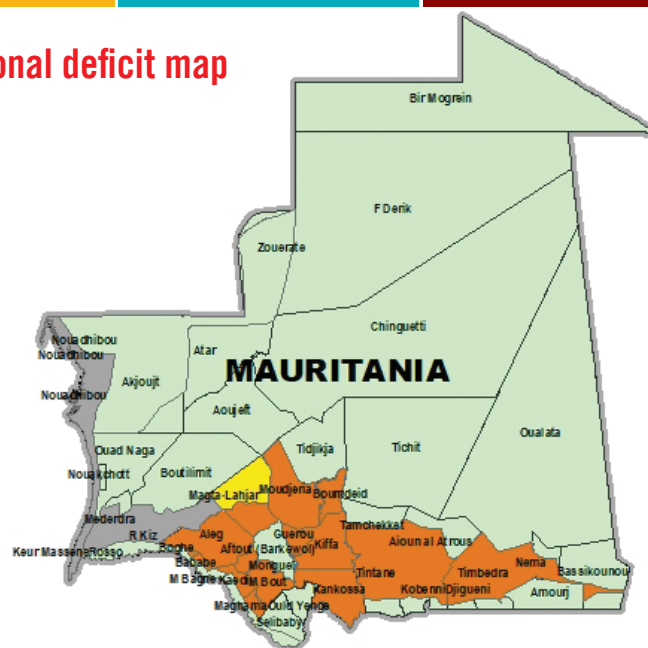 onal deficit map
Bir Mogrein
F Derik
Zouerate
Chinguetti
Nouadhibou
Nouadhibou
Atar
MAURITANIA
Akjoujt
Nouadhibou
Aoujeft
Oualata
Tidjikja
Tichit
Ouad Naga
Boutilimit
Nouakchott
Magta-Lahjar
Moudjeria
Boumdeid
Mederdra
Tamchekket
R.Kiz
Aleg
Guerou
Aioun al Atrous
Keur Massene
Rosso
Boghe
Aftout (Barkewol)
Kiffa
Bababe
Monguel
Tintane
Timbedra
Nema
Bassikounou
M Bagne
Kaedi
M Bout
Kankossa
Kobenni
Djigueni
Amourj
Maghama
Ould Yenge
Selibaby